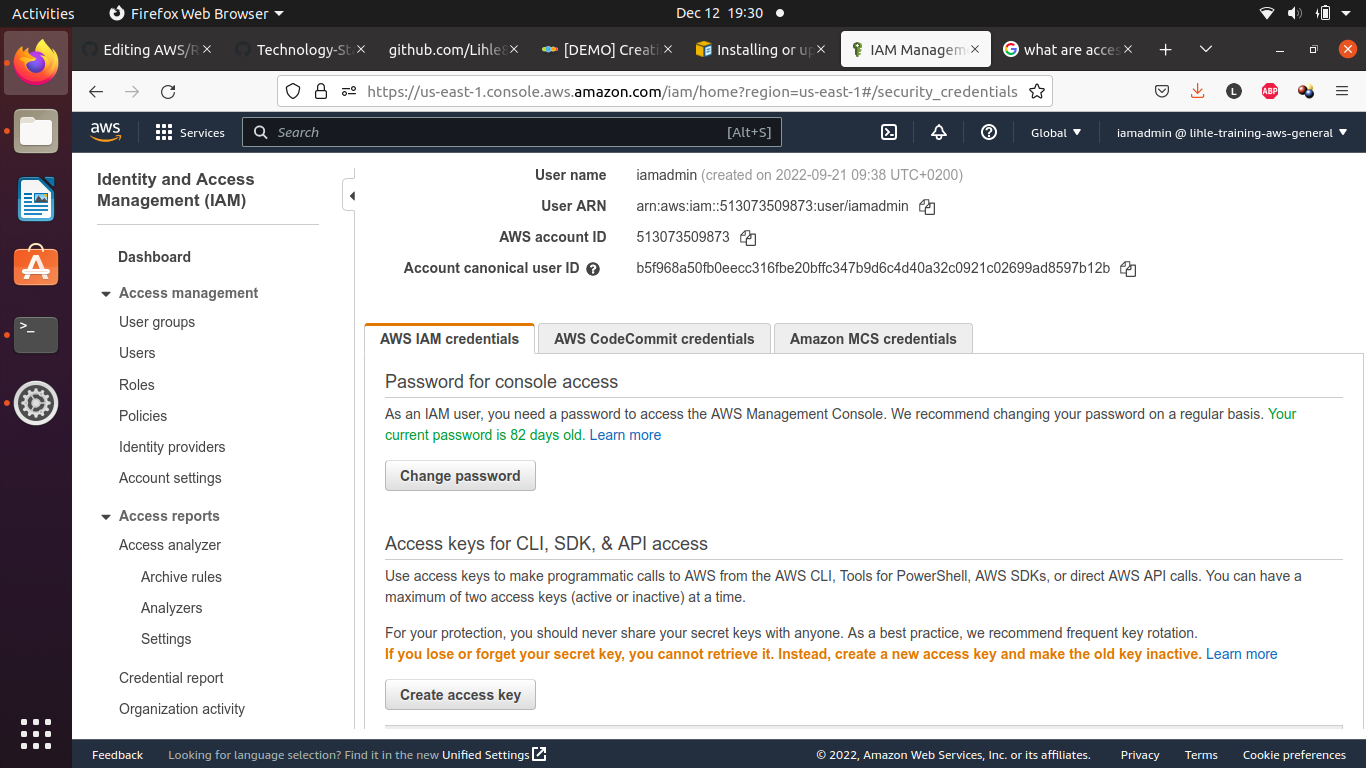 Activities
Firefox Web Browser
Dec 12 19:30
Editing AWS/R
Technology-St
github.com/Lihle
[DEMO] Creati
Installing or up
IAM Managem
what are acces
https://us-east-1.console.aws.amazon.com/iam/home?region=us-east-1#/security_credentials
L
ABP
aws
Services
Search
[Alt+S]
Global
iamadmin @ lihle-training-aws-general
Identity and Access
Management (IAM)
Dashboard
Access management
User groups
Users
Roles
Policies
Identity providers
Account settings
Access reports
Access analyzer
Archive rules
Analyzers
Settings
Credential report
Organization activity
User name iamadmin (created on 2022-09-21 09:38 UTC+0200)
User ARN arn:aws:iam::513073509873:user/iamadmin
AWS account ID 513073509873
Account canonical user ID b5f968a50fb0eecc316fbe20bffc347b9d6c4d40a32c0921c02699ad8597b12b
AWS IAM credentials
AWS CodeCommit credentials
Amazon MCS credentials
Password for console access
As an IAM user, you need a password to access the AWS Management Console. We recommend changing your password on a regular basis. Your
current password is 82 days old. Learn more
Change password
Access keys for CLI, SDK, & API access
Use access keys to make programmatic calls to AWS from the AWS CLI, Tools for PowerShell, AWS SDKs, or direct AWS API calls. You can have a
maximum of two access keys (active or inactive) at a time.
For your protection, you should never share your secret keys with anyone. As a best practice, we recommend frequent key rotation.
If you lose or forget your secret key, you cannot retrieve it. Instead, create a new access key and make the old key inactive. Learn more
Create access key
Feedback
Looking for language selection? Find it in the new Unified Settings
© 2022, Amazon Web Services, Inc. or its affiliates.
Privacy
Terms
Cookie preferences